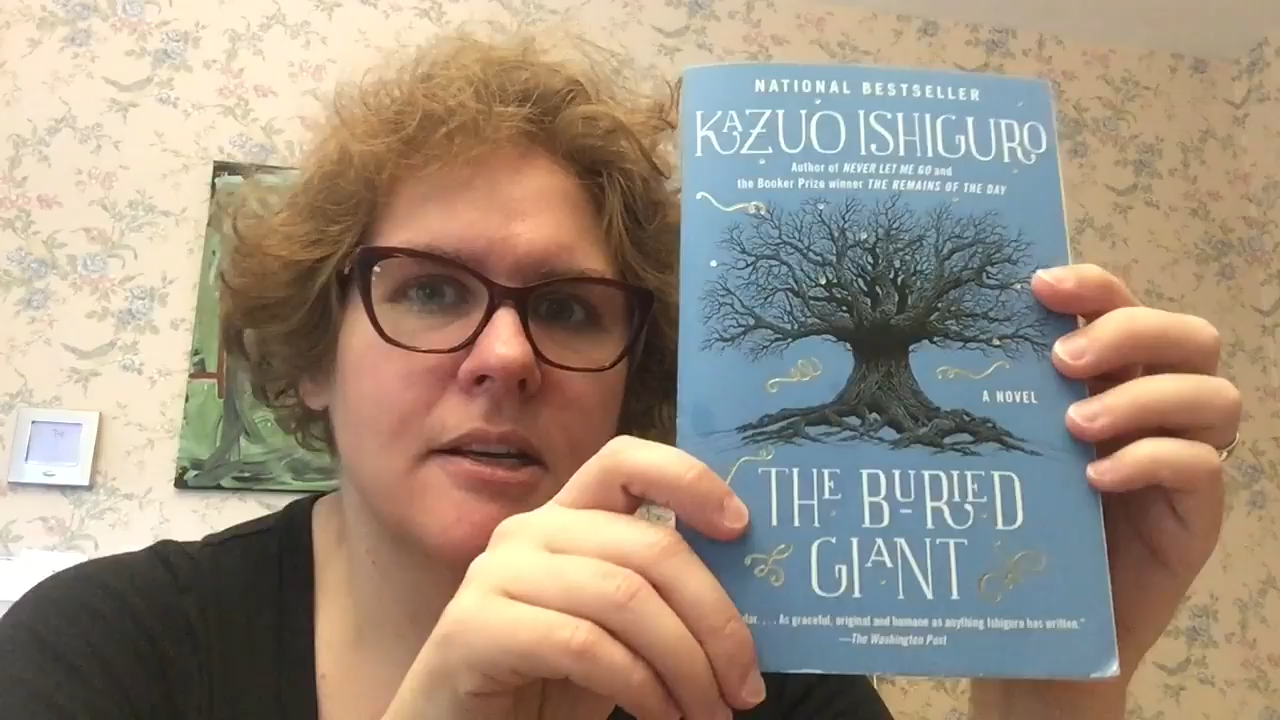 NATIONAL BESTSELLER
KAZUO ISHIGURO
Author of NEVER LET ME GO and
the Booker Prize winner THE REMAINS OF THE DAY
A NOVEL
THE BURIED
GIANT
. . . . As graceful, original and humane as anything Ishiguro has written."
—The Washington Post